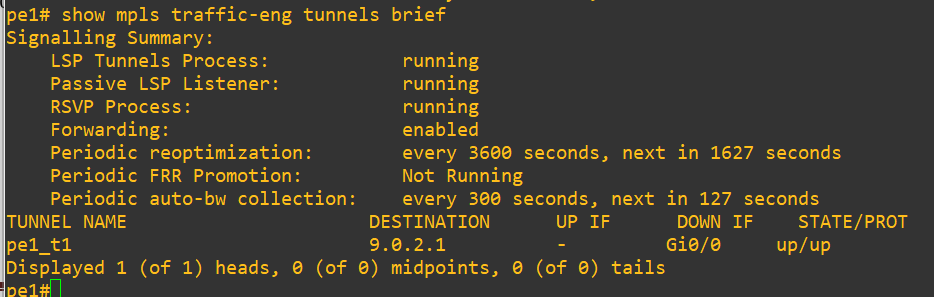 pe1# show mpls traffic-eng tunnels brief
Signalling Summary:
    LSP Tunnels Process:            running
    Passive LSP Listener:           running
    RSVP Process:                   running
    Forwarding:                     enabled
    Periodic reoptimization:        every 3600 seconds, next in 1627 seconds
    Periodic FRR Promotion:         Not Running
    Periodic auto-bw collection:    every 300 seconds, next in 127 seconds
TUNNEL NAME                      DESTINATION      UP IF      DOWN IF    STATE/PROT
pe1_t1                           9.0.2.1          -          Gi0/0      up/up
Displayed 1 (of 1) heads, 0 (of 0) midpoints, 0 (of 0) tails
pe1#